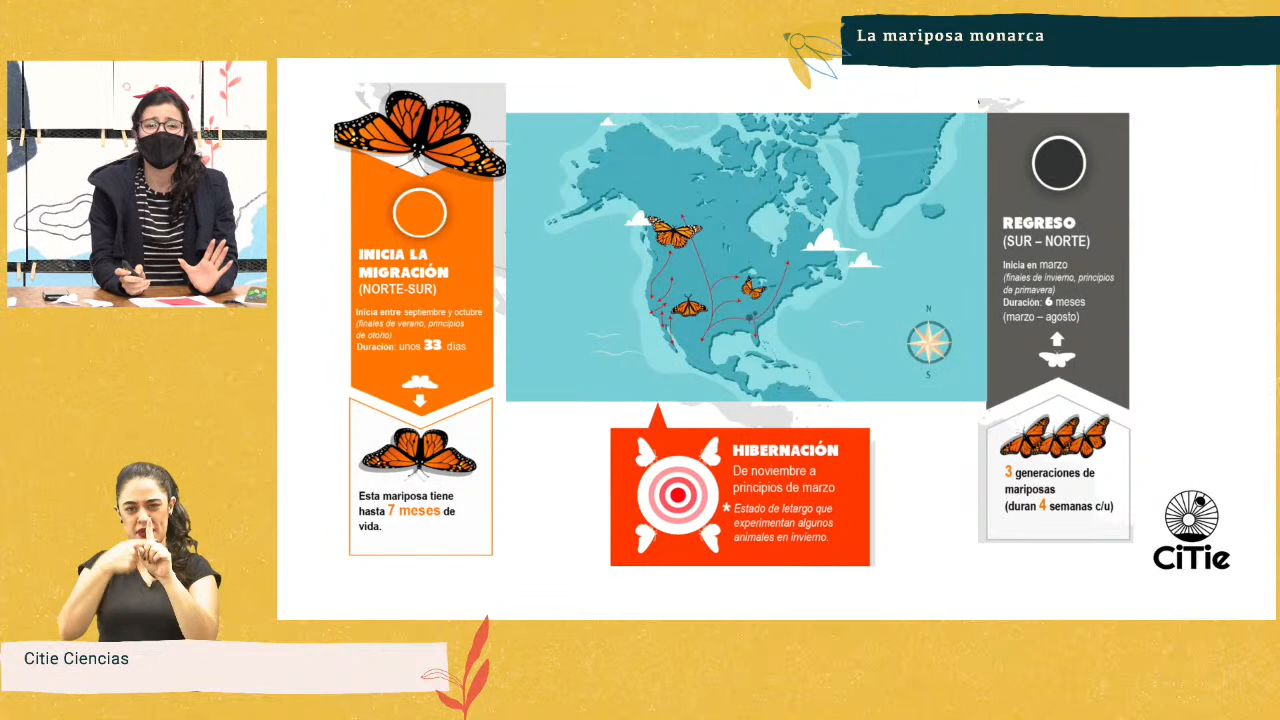 La mariposa monarca
INICIA LA
MIGRACIÓN
(NORTE-SUR)
Inicia entre septiembre y octubre
(finales de verano, principios
de otoño)
Duración: unos 33 días
Esta mariposa tiene
hasta 7 meses de
vida.
N
S
HIBERNACIÓN
De noviembre a
principios de marzo
* Estado de letargo que
experimentan algunos
animales en invierno.
REGRESO
(SUR – NORTE)
Inicia en marzo
(finales de invierno, principios
de primavera)
Duración: 6 meses
(marzo – agosto)
3 generaciones de
mariposas
(duran 4 semanas c/u)
CiTie
Citie Ciencias